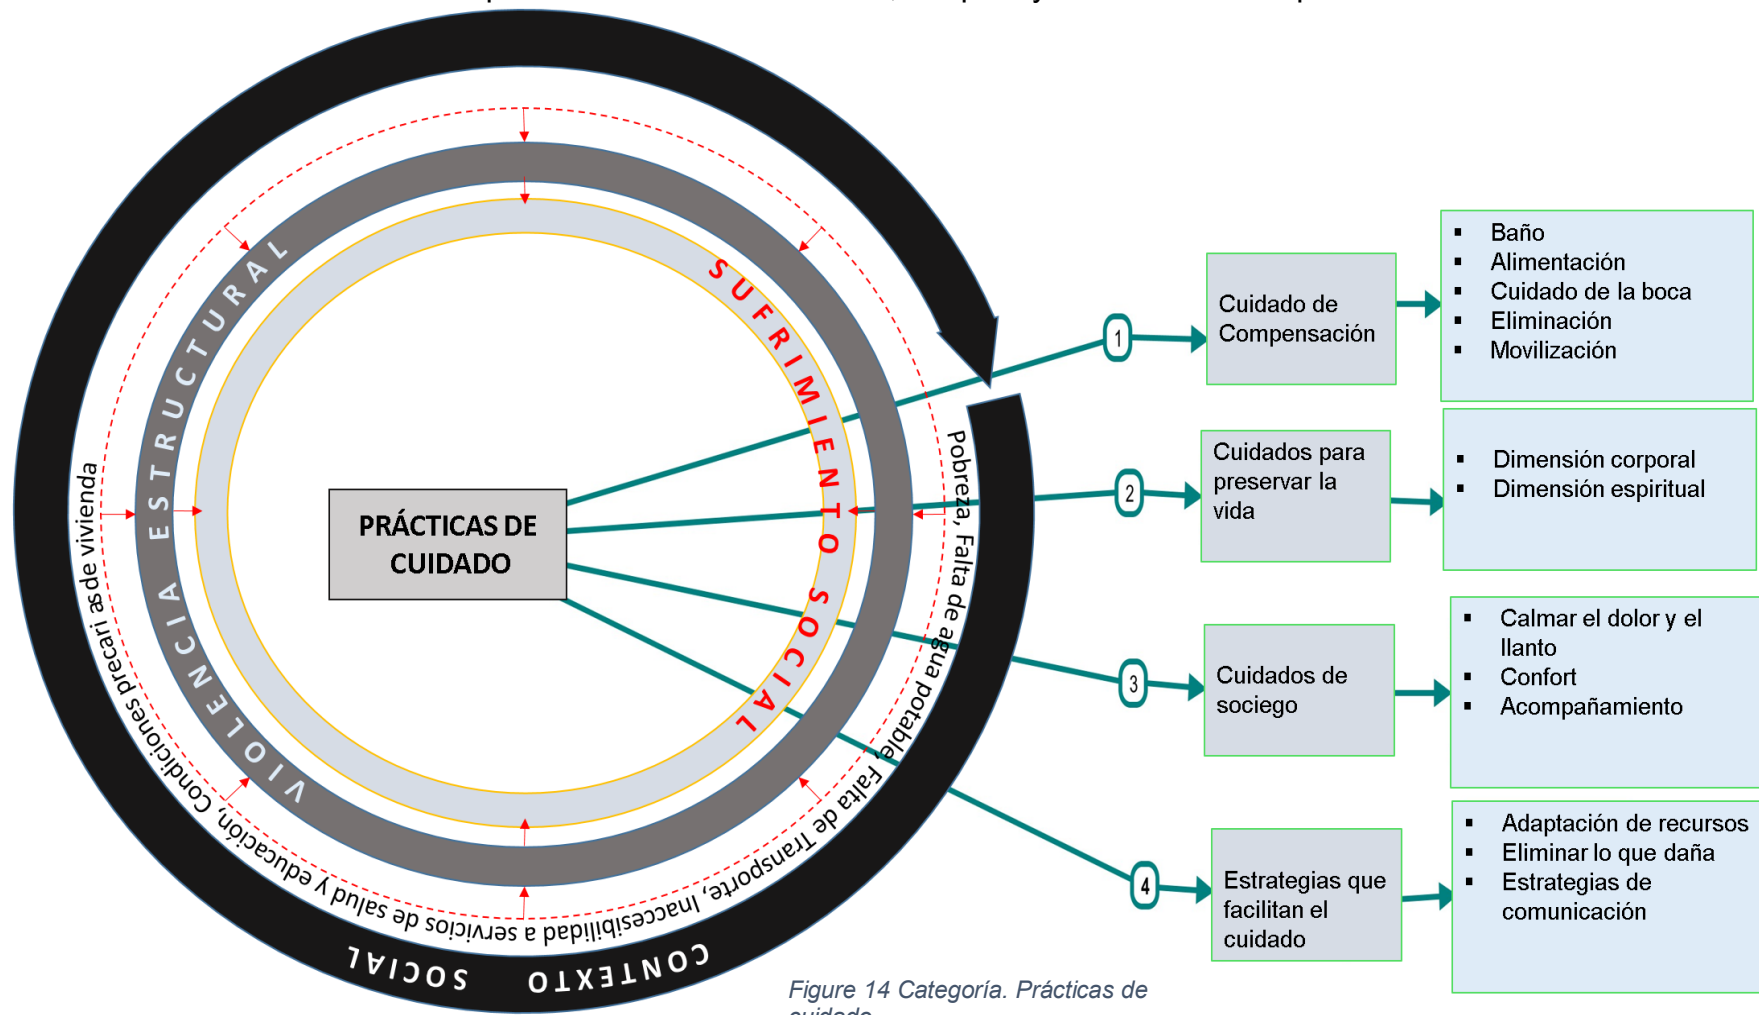 VIOLENCIA ESTRUCTURAL
SUFRIMIENTO SOCIAL
PRÁCTICAS DE
CUIDADO
Pobreza, Falta de agua potable, Falta de Transporte, Inaccesibilidad a servicios de salud y educación, Condiciones precari as de vivienda
CONTEXTO SOCIAL
1
Cuidado de
Compensación
▪ Baño
▪ Alimentación
▪ Cuidado de la boca
▪ Eliminación
▪ Movilización
2
Cuidados para
preservar la
vida
▪ Dimensión corporal
▪ Dimensión espiritual
3
Cuidados de
sociego
▪ Calmar el dolor y el
llanto
▪ Confort
▪ Acompañamiento
4
Estrategias que
facilitan el
cuidado
▪ Adaptación de recursos
▪ Eliminar lo que daña
▪ Estrategias de
comunicación
Figure 14 Categoría. Prácticas de
cuidado